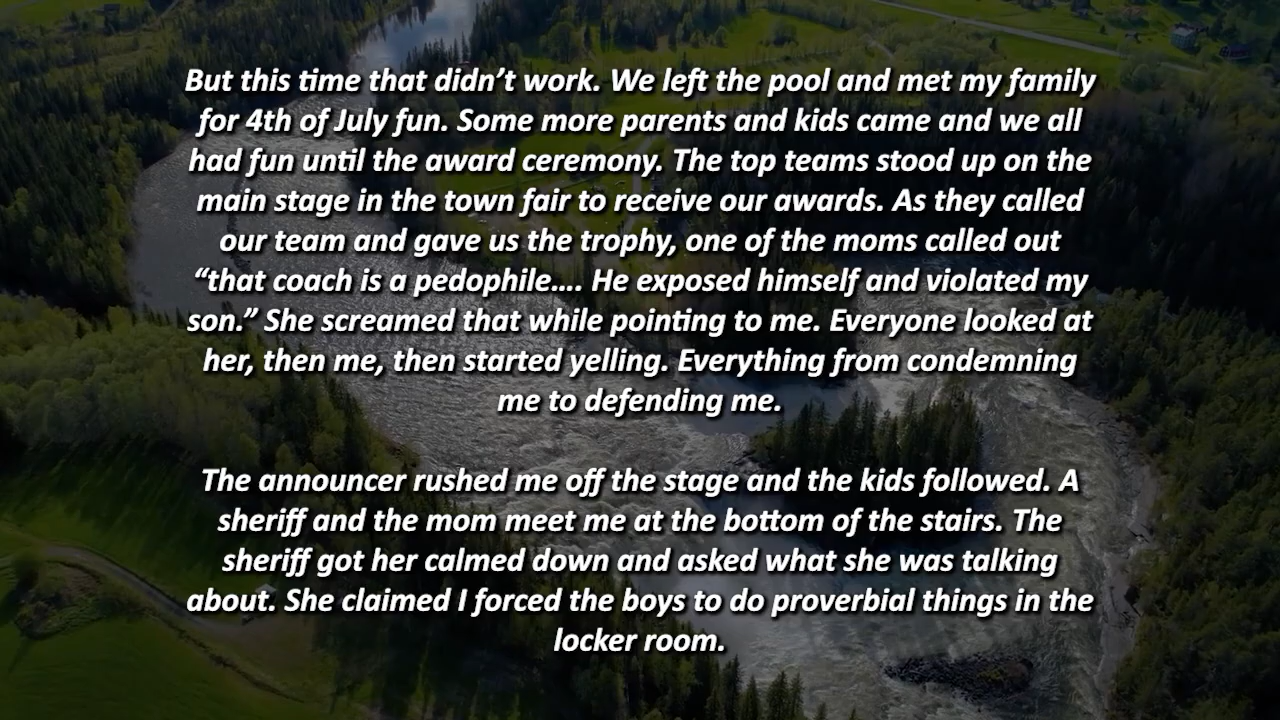 But this time that didn’t work. We left the pool and met my family
for 4th of July fun. Some more parents and kids came and we all
had fun until the award ceremony. The top teams stood up on the
main stage in the town fair to receive our awards. As they called
our team and gave us the trophy, one of the moms called out
“that coach is a pedophile…. He exposed himself and violated my
son.” She screamed that while pointing to me. Everyone looked at
her, then me, then started yelling. Everything from condemning
me to defending me.
The announcer rushed me off the stage and the kids followed. A
sheriff and the mom meet me at the bottom of the stairs. The
sheriff got her calmed down and asked what she was talking
about. She claimed I forced the boys to do proverbial things in the
locker room.